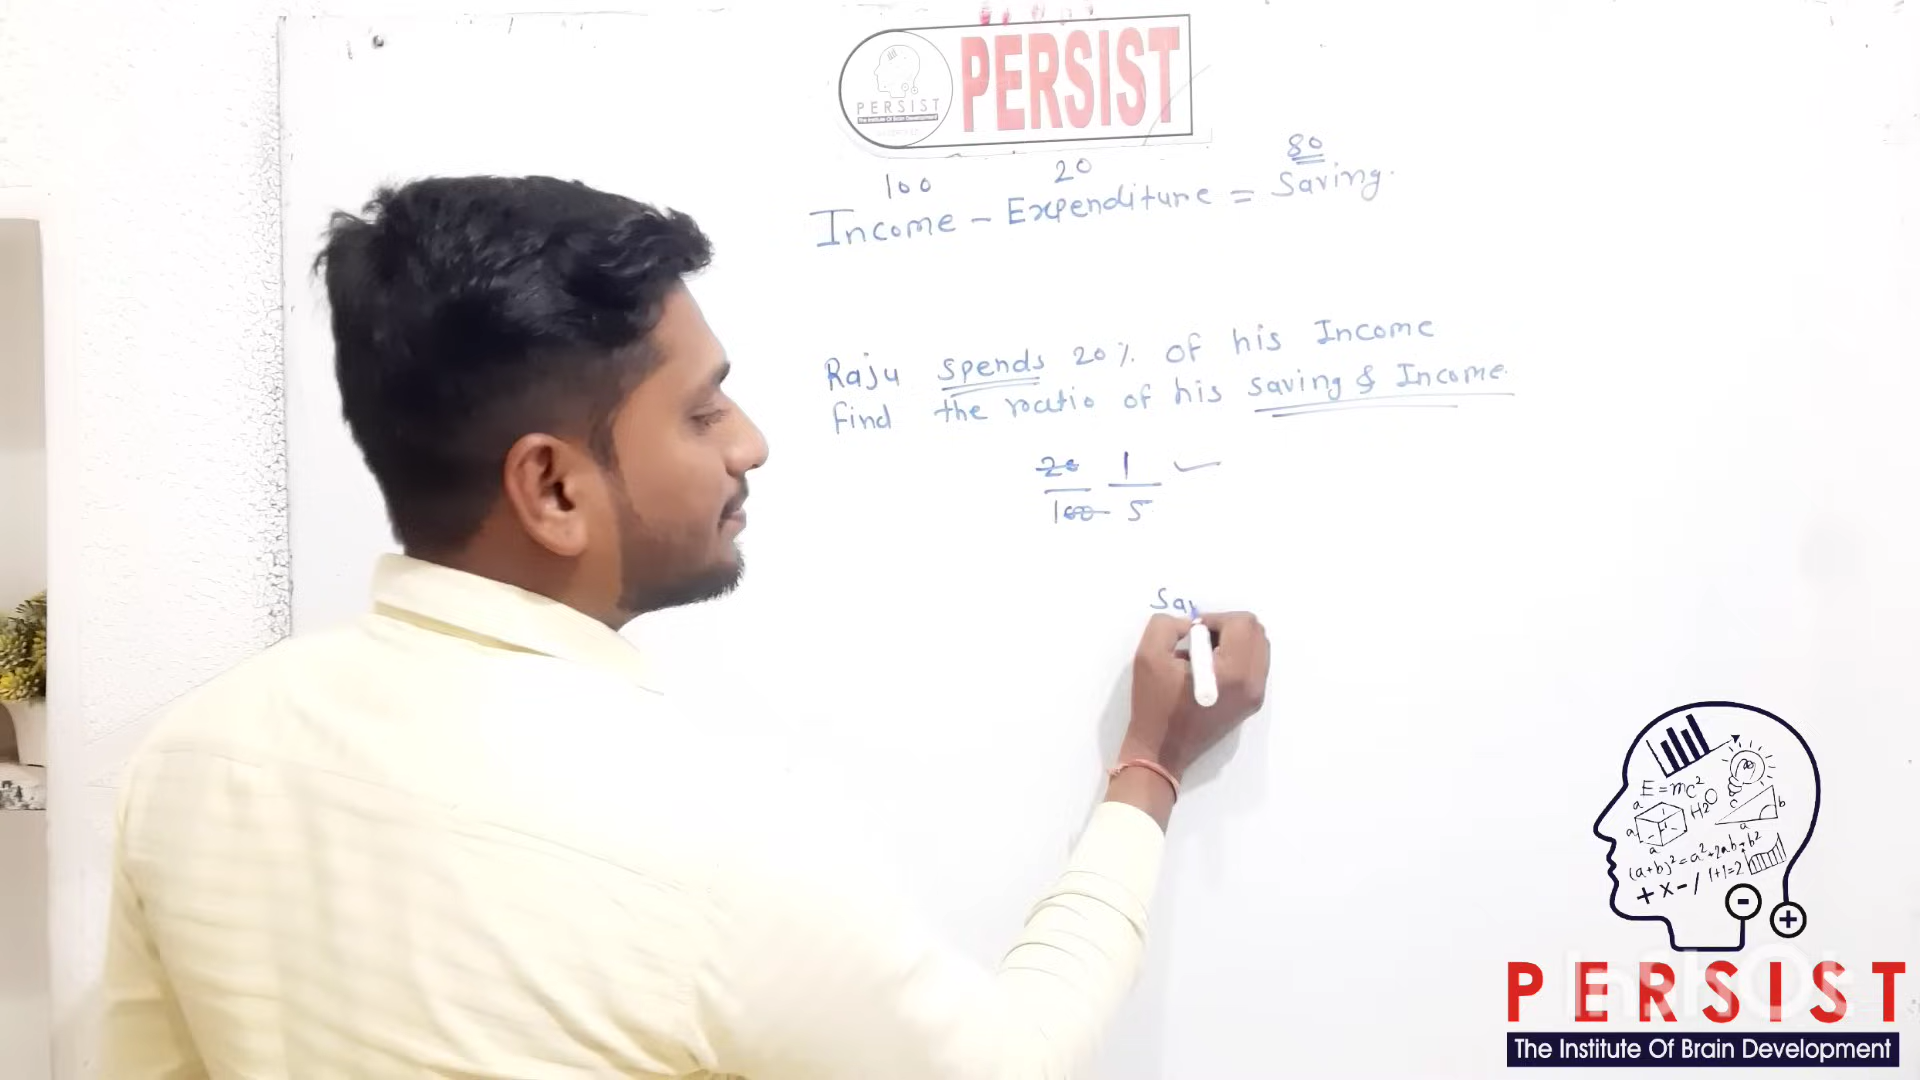 PERSIST
PERSIST
The Institute Of Brain Development
100 20 80
Income - Expenditure = Saving.
Raju spends 20% of his Income
find the ratio of his saving & Income.
20 1
100 5
Sav
E=mc²
H2O
a
a
a
c
b
a
(a+b)²=a²+2ab+b²
+ x - /
1+1=2
-
+
PERSIST
The Institute Of Brain Development